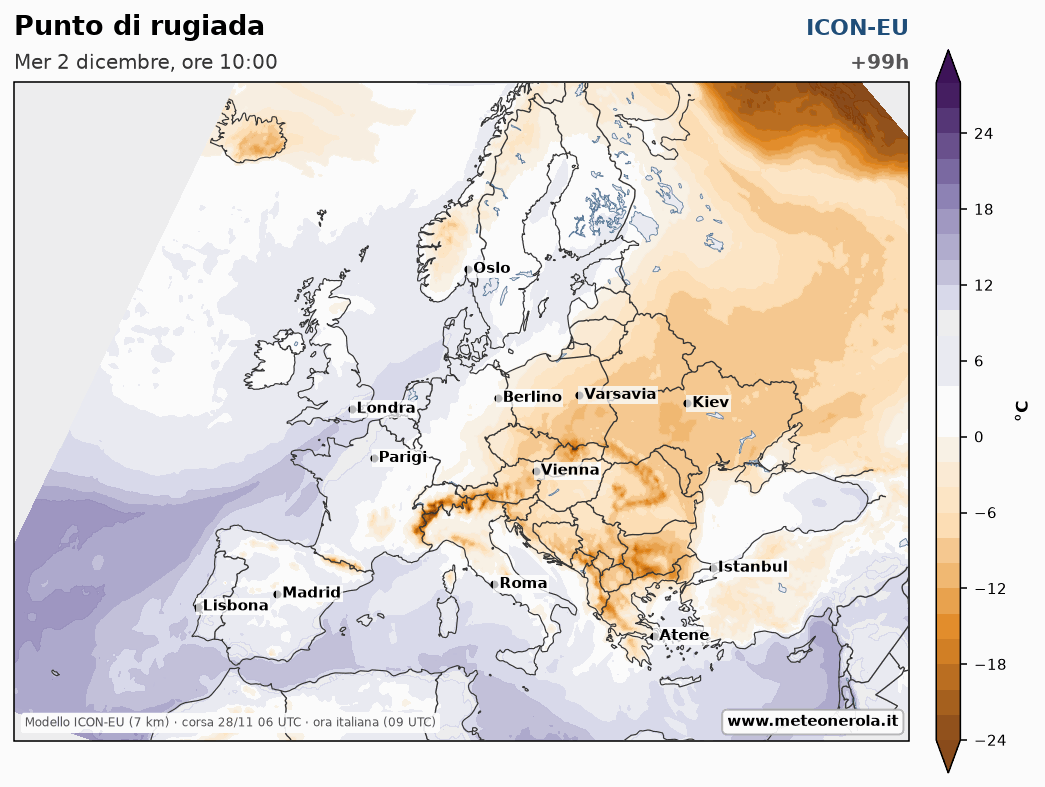 Punto di rugiada
ICON-EU
Mer 2 dicembre, ore 10:00
+99h
24
18
12
6
0
−6
−12
−18
−24
°C
Oslo
Berlino
Varsavia
Kiev
Londra
Parigi
Vienna
Istanbul
Roma
Madrid
Lisbona
Atene
Modello ICON-EU (7 km) · corsa 28/11 06 UTC · ora italiana (09 UTC)
www.meteonerola.it